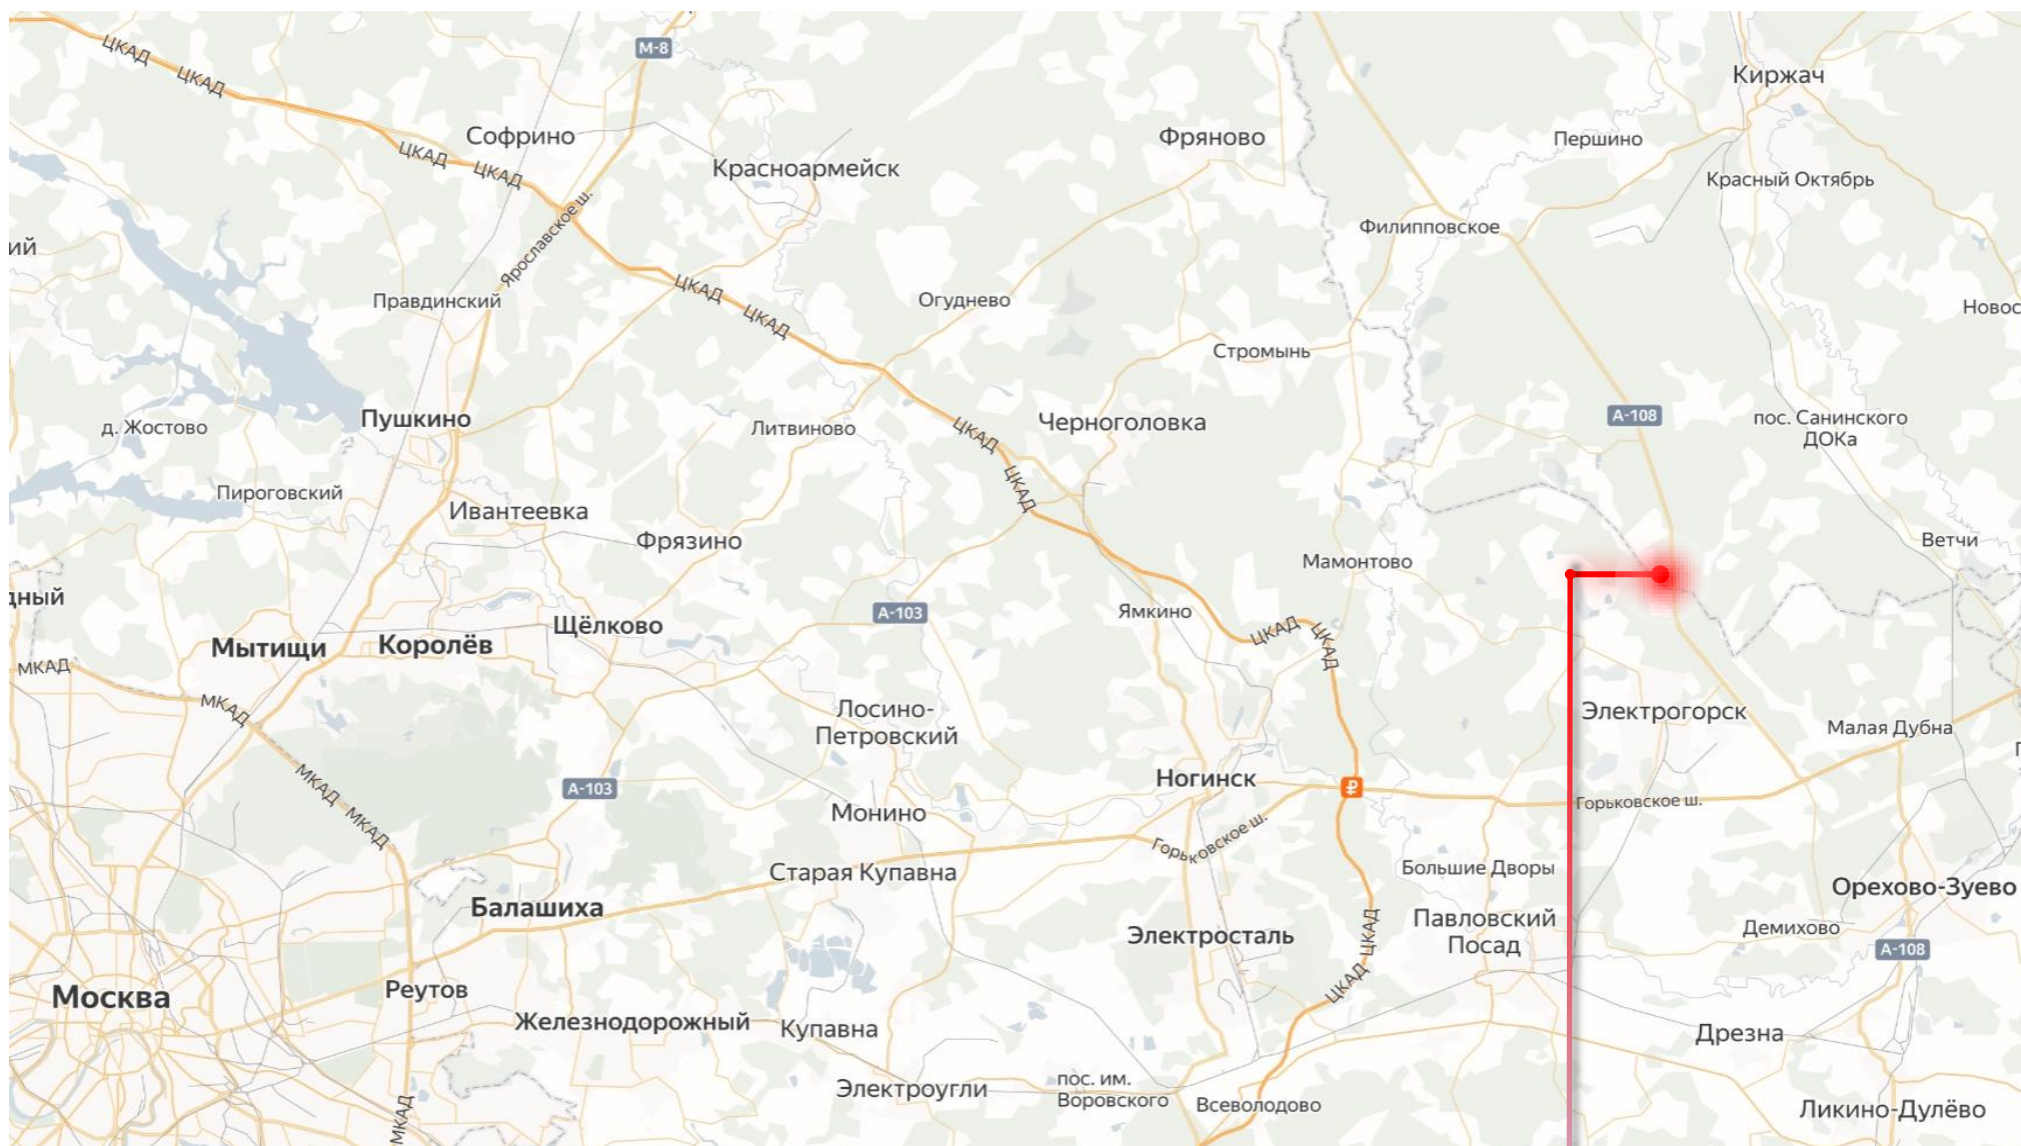 ЦКАД
ЦКАД
М-8
Киржач
Софрино
Фряново
Першино
ЦКАД
ЦКАД
Красноармейск
Красный Октябрь
Ярославское ш.
Филипповское
ий
ЦКАД
ЦКАД
Правдинский
Огуднево
Новос
Стромынь
Пушкино
д. Жостово
Литвиново
ЦКАД
ЦКАД
Черноголовка
А-108
пос. Санинского
ДОКа
Пироговский
Ивантеевка
Фрязино
Мамонтово
Ветчи
дный
Щёлково
А-103
Ямкино
ЦКАД
ЦКАД
МКАД
Мытищи
Королёв
МКАД
Лосино-
Петровский
Электрогорск
Малая Дубна
МКАД
МКАД
А-103
Ногинск
₽
Горьковское ш.
Монино
Горьковское ш.
Старая Купавна
Большие Дворы
Орехово-Зуево
Балашиха
Электросталь
ЦКАД
ЦКАД
Павловский
Посад
Демихово
А-108
Москва
Реутов
Железнодорожный
Купавна
Дрезна
МКАД
Электроугли
пос. им.
Воровского
Всеволодово
Ликино-Дулёво